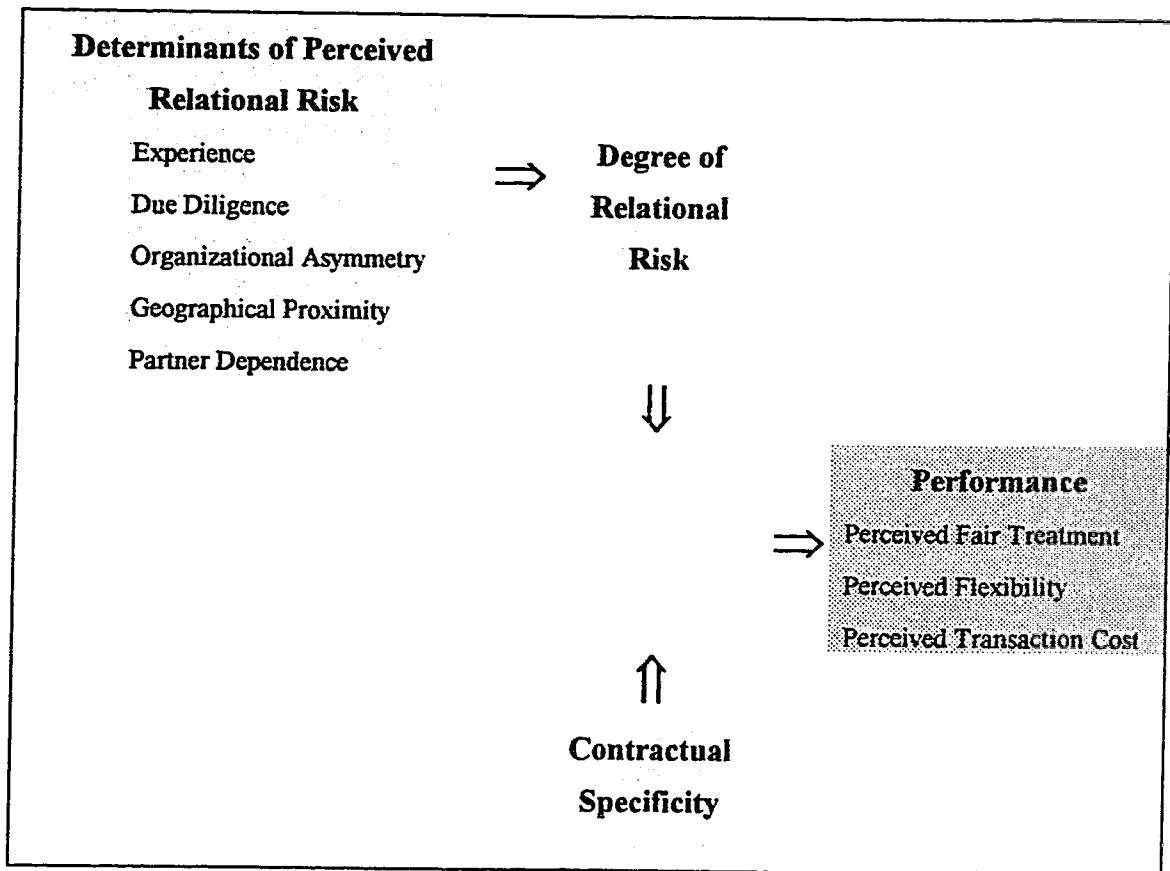 Determinants of Perceived
Relational Risk
Experience
Due Diligence
Organizational Asymmetry
Geographical Proximity
Partner Dependence
⇒
Degree of
Relational
Risk
⇓
⇒
Performance
Perceived Fair Treatment
Perceived Flexibility
Perceived Transaction Cost
⇑
Contractual
Specificity